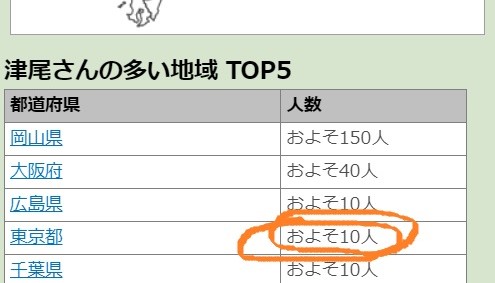 津尾さんの多い地域 TOP5
都道府県 人数
岡山県 およそ150人
大阪府 およそ40人
広島県 およそ10人
東京都 およそ10人
千葉県 およそ10人